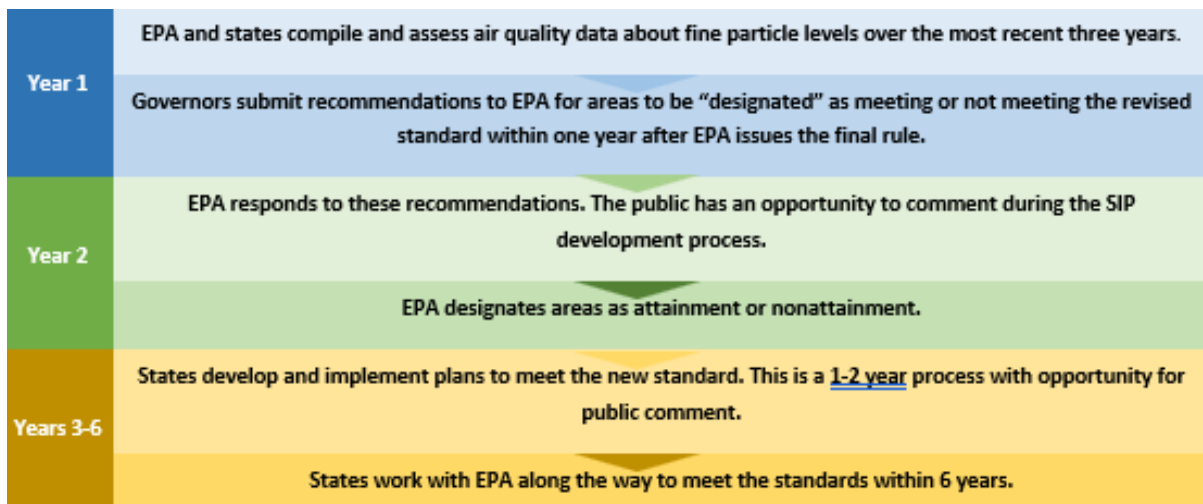 Year 1
EPA and states compile and assess air quality data about fine particle levels over the most recent three years.
Governors submit recommendations to EPA for areas to be “designated” as meeting or not meeting the revised
standard within one year after EPA issues the final rule.
Year 2
EPA responds to these recommendations. The public has an opportunity to comment during the SIP
development process.
EPA designates areas as attainment or nonattainment.
Years 3-6
States develop and implement plans to meet the new standard. This is a 1-2 year process with opportunity for
public comment.
States work with EPA along the way to meet the standards within 6 years.